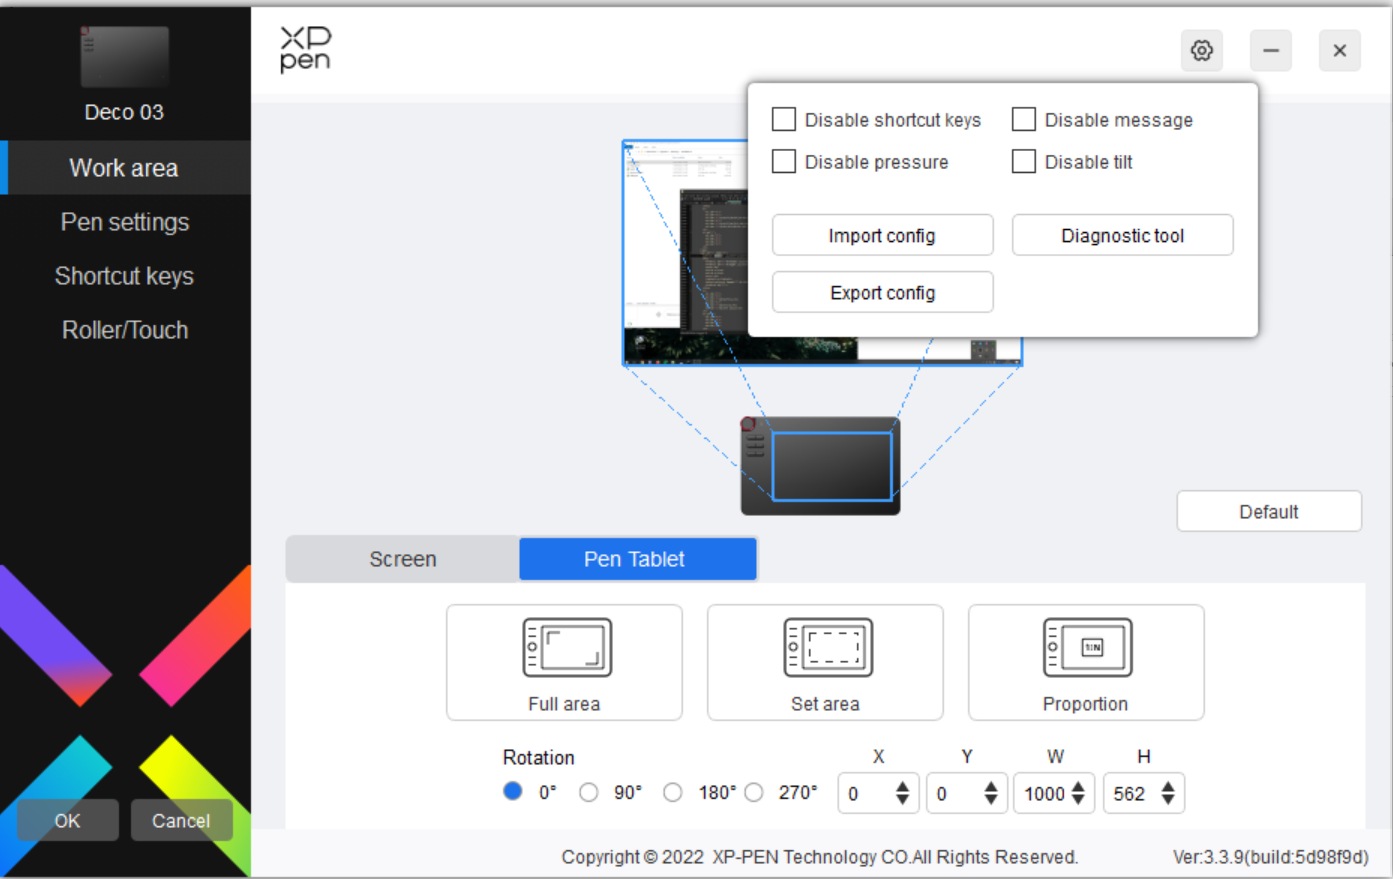 XP
pen
Deco 03
Work area
Pen settings
Shortcut keys
Roller/Touch
OK
Cancel
Disable shortcut keys
Disable message
Disable pressure
Disable tilt
Import config
Diagnostic tool
Export config
Default
Screen
Pen Tablet
Full area
Set area
Proportion
Rotation
X
Y
W
H
0°
90°
180°
270°
0
0
1000
562
Copyright © 2022 XP-PEN Technology CO.All Rights Reserved.
Ver:3.3.9(build:5d98f9d)